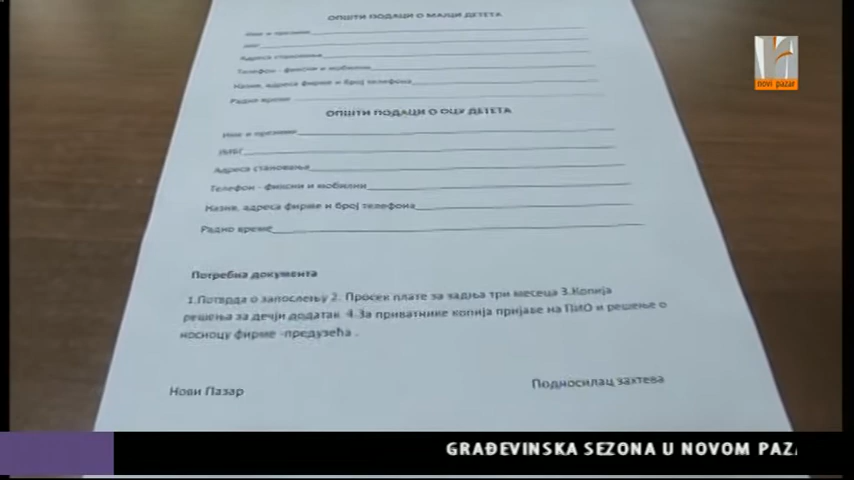 ОПШТИ ПОДАЦИ О МАЈЦИ ДЕТЕТА
Име и презиме
Адреса становања
Телефон - фиксни и мобилни
Назив, адреса фирме и број телефона
Радно време
ОПШТИ ПОДАЦИ О ОЦУ ДЕТЕТА
Име и презиме
ЈМБГ
Адреса становања
Телефон - фиксни и мобилни
Назив, адреса фирме и број телефона
Радно време
Потребна документа
1.Потврда о запослењу 2. Просек плате за задња три месеца 3.Копија
решења за дечји додатак 4.За приватнике копија пријаве на ПиО и решење о
носиоцу фирме -предузећа .
Нови Пазар
Подносилац захтева
novi pazar
GRAĐEVINSKA SEZONA U NOVOM PAZA